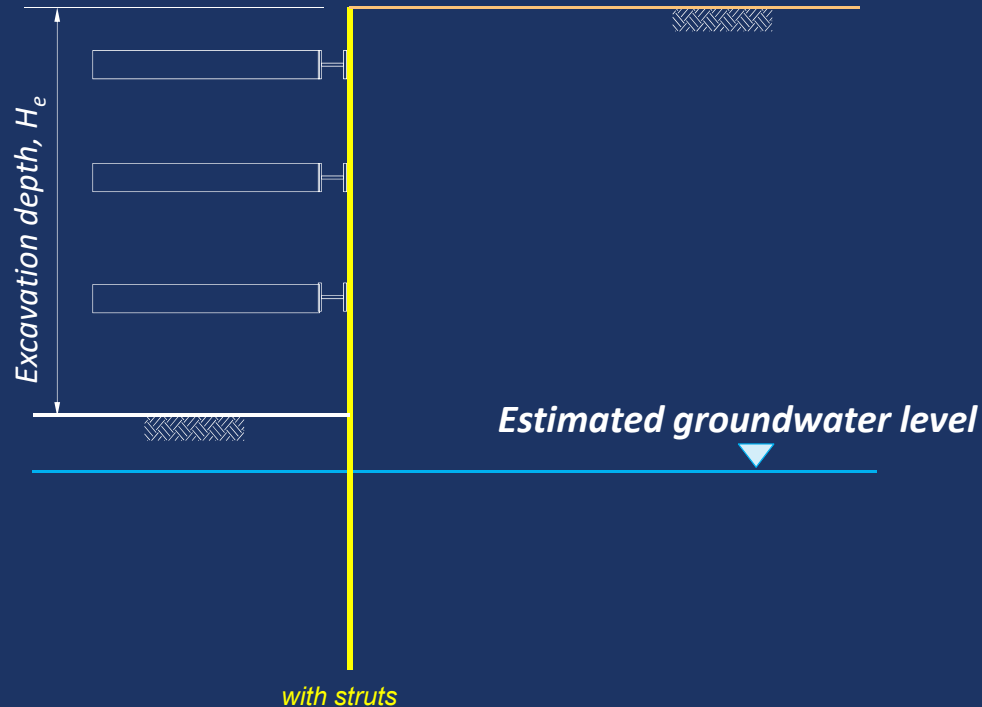 Excavation depth, Hₑ
Estimated groundwater level
with struts